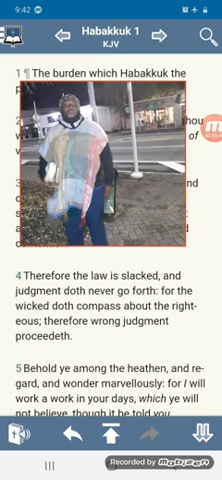 9:42
Habakkuk 1
KJV
1 ¶ The burden which Habakkuk the
2
thou
of
3
nd
4 Therefore the law is slacked, and
judgment doth never go forth: for the
wicked doth compass about the right-
eous; therefore wrong judgment
proceedeth.
5 Behold ye among the heathen, and re-
gard, and wonder marvellously: for I will
work a work in your days, which ye will
not believe, though it be told you.
Recorded by mobizen